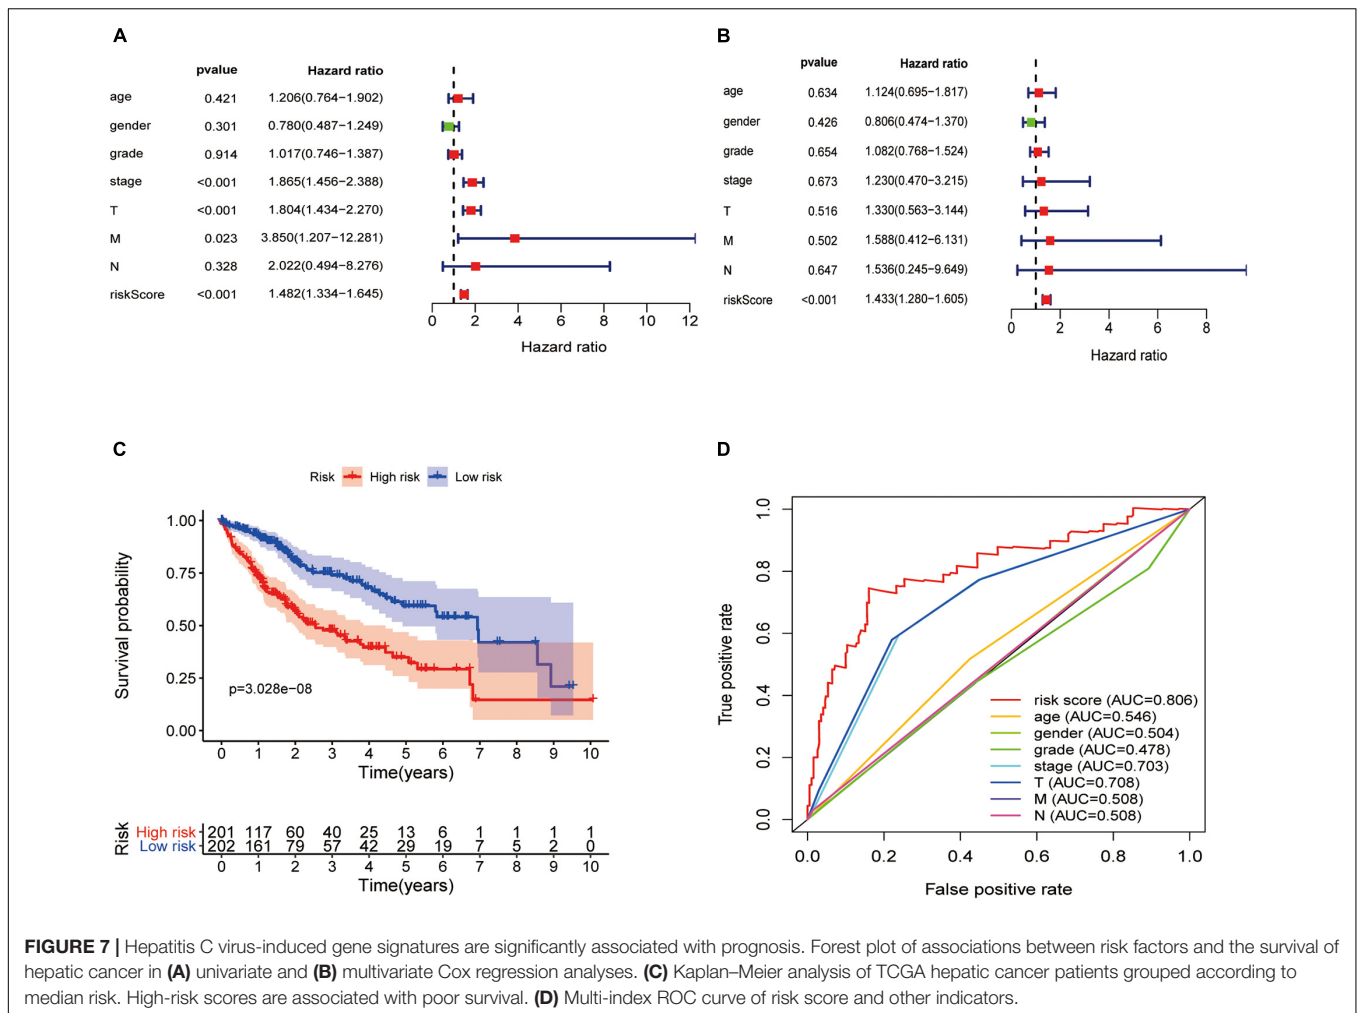 A
pvalue Hazard ratio
age 0.421 1.206(0.764−1.902)
gender 0.301 0.780(0.487−1.249)
grade 0.914 1.017(0.746−1.387)
stage <0.001 1.865(1.456−2.388)
T <0.001 1.804(1.434−2.270)
M 0.023 3.850(1.207−12.281)
N 0.328 2.022(0.494−8.276)
riskScore <0.001 1.482(1.334−1.645)
0 2 4 6 8 10 12
Hazard ratio
B
pvalue Hazard ratio
age 0.634 1.124(0.695−1.817)
gender 0.426 0.806(0.474−1.370)
grade 0.654 1.082(0.768−1.524)
stage 0.673 1.230(0.470−3.215)
T 0.516 1.330(0.563−3.144)
M 0.502 1.588(0.412−6.131)
N 0.647 1.536(0.245−9.649)
riskScore <0.001 1.433(1.280−1.605)
0 2 4 6 8
Hazard ratio
C
Risk High risk Low risk
Survival probability
1.00
0.75
0.50
0.25
0.00
p=3.028e−08
0 1 2 3 4 5 6 7 8 9 10
Time(years)
Risk
High risk 201 117 60 40 25 13 6 1 1 1 1
Low risk 202 161 79 57 42 29 19 7 5 2 0
0 1 2 3 4 5 6 7 8 9 10
Time(years)
D
True positive rate
1.0
0.8
0.6
0.4
0.2
0.0
risk score (AUC=0.806)
age (AUC=0.546)
gender (AUC=0.504)
grade (AUC=0.478)
stage (AUC=0.703)
T (AUC=0.708)
M (AUC=0.508)
N (AUC=0.508)
0.0 0.2 0.4 0.6 0.8 1.0
False positive rate
FIGURE 7 | Hepatitis C virus-induced gene signatures are significantly associated with prognosis. Forest plot of associations between risk factors and the survival of
hepatic cancer in (A) univariate and (B) multivariate Cox regression analyses. (C) Kaplan–Meier analysis of TCGA hepatic cancer patients grouped according to
median risk. High-risk scores are associated with poor survival. (D) Multi-index ROC curve of risk score and other indicators.